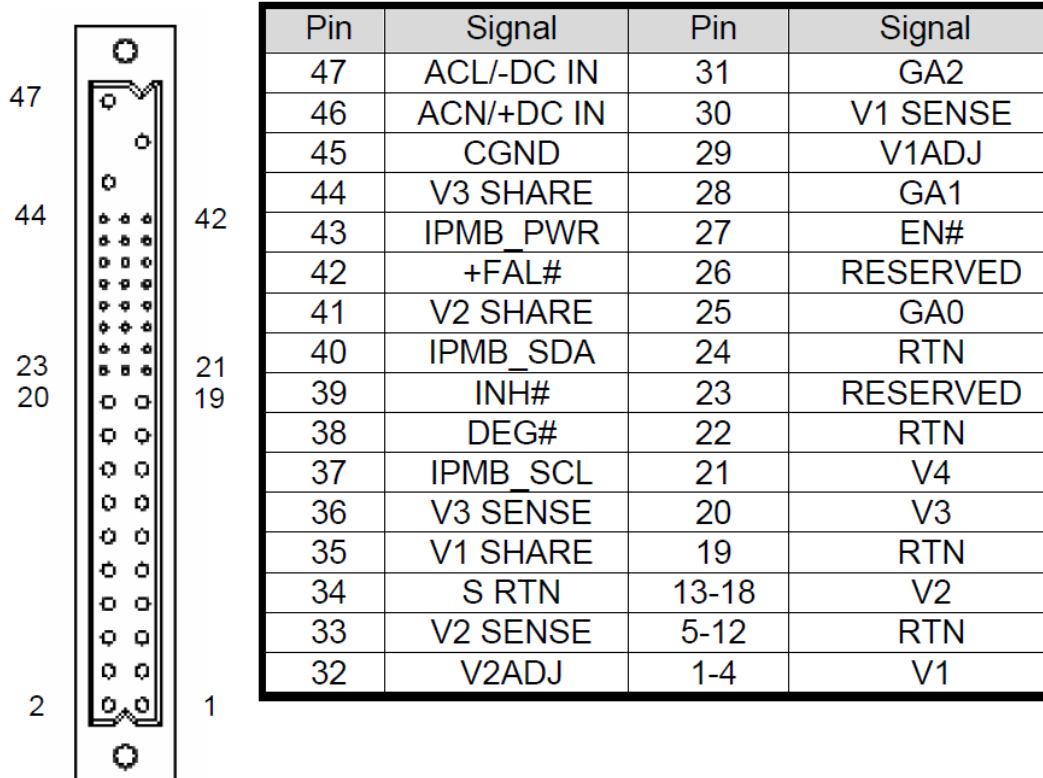 47
44 42
23 21
20 19
2 1
Pin Signal Pin Signal
47 ACL/-DC IN 31 GA2
46 ACN/+DC IN 30 V1 SENSE
45 CGND 29 V1ADJ
44 V3 SHARE 28 GA1
43 IPMB_PWR 27 EN#
42 +FAL# 26 RESERVED
41 V2 SHARE 25 GA0
40 IPMB_SDA 24 RTN
39 INH# 23 RESERVED
38 DEG# 22 RTN
37 IPMB_SCL 21 V4
36 V3 SENSE 20 V3
35 V1 SHARE 19 RTN
34 S RTN 13-18 V2
33 V2 SENSE 5-12 RTN
32 V2ADJ 1-4 V1